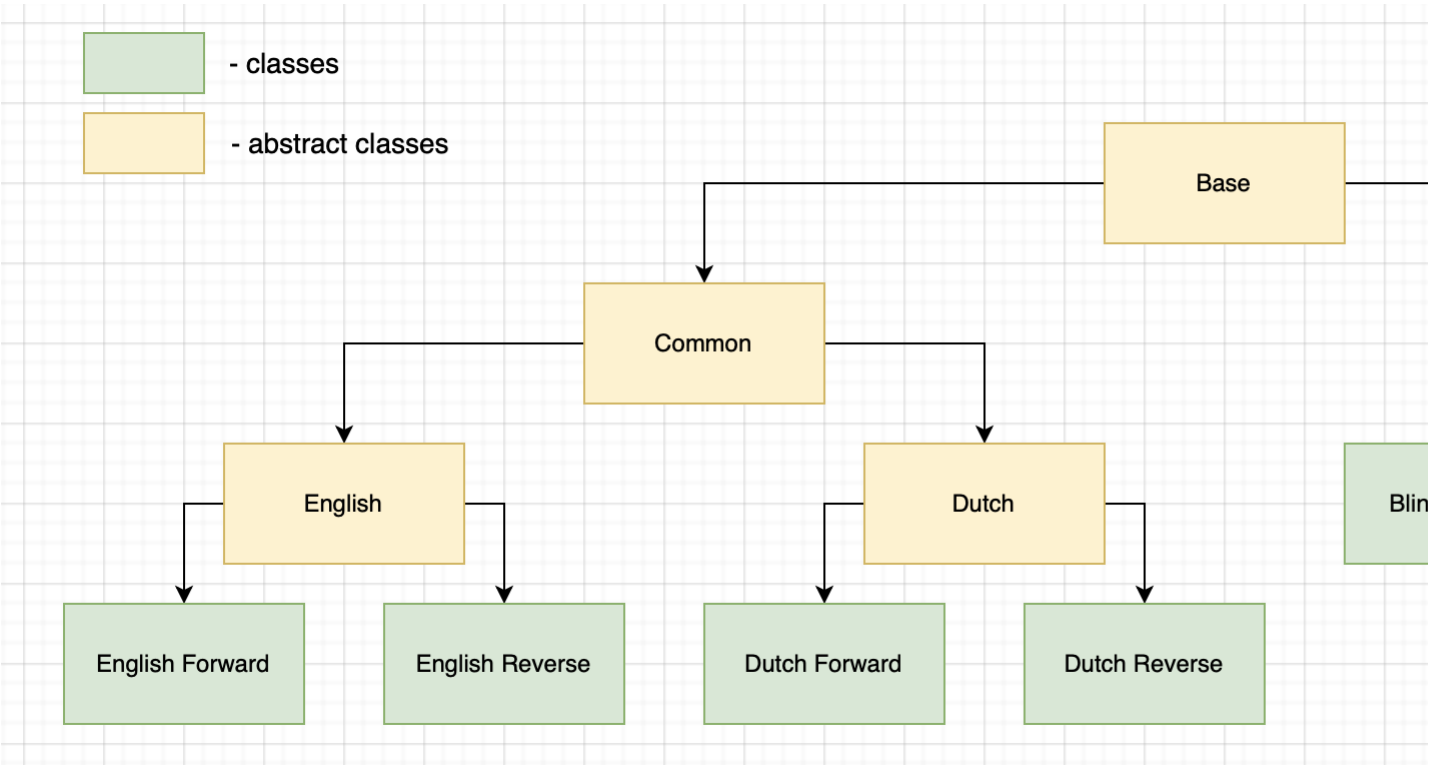 - classes
- abstract classes
Base
Common
English
Dutch
English Forward
English Reverse
Dutch Forward
Dutch Reverse